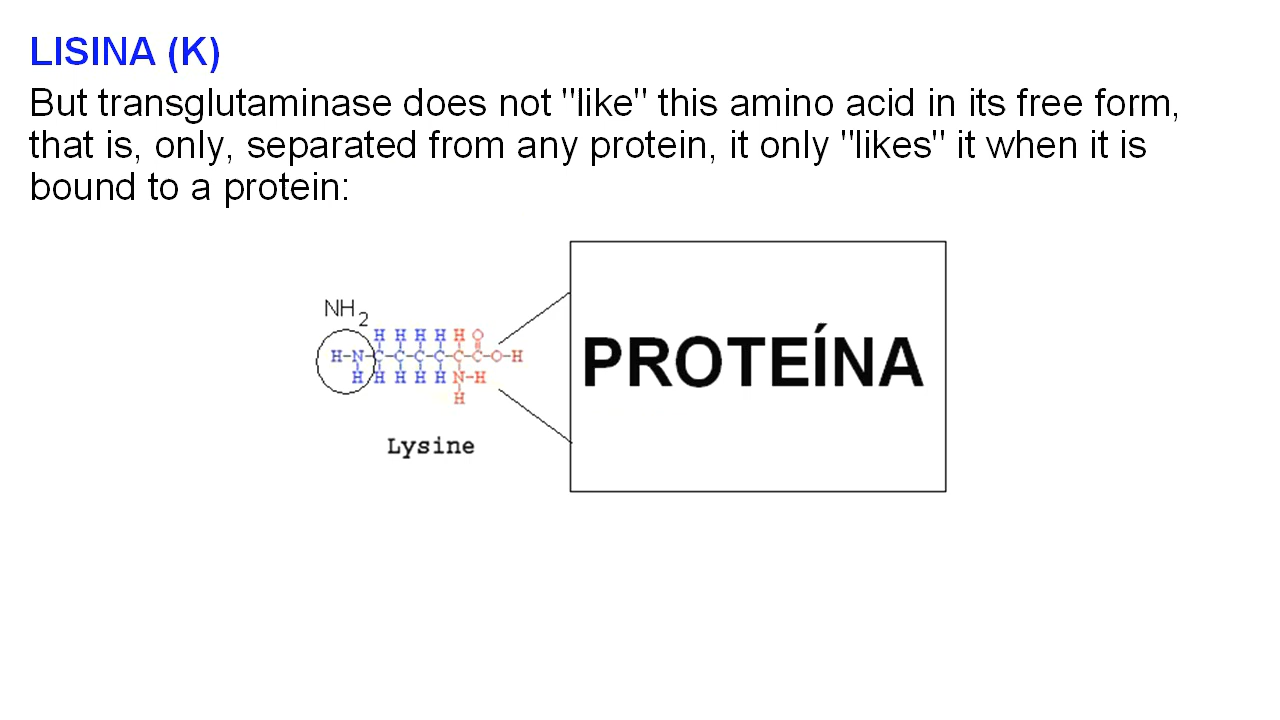 LISINA (K)
But transglutaminase does not "like" this amino acid in its free form,
that is, only, separated from any protein, it only "likes" it when it is
bound to a protein:
NH2
H H H H H O
H-N-C-C-C-C-C-C-O-H
H H H H H N-H
H
PROTEÍNA
Lysine